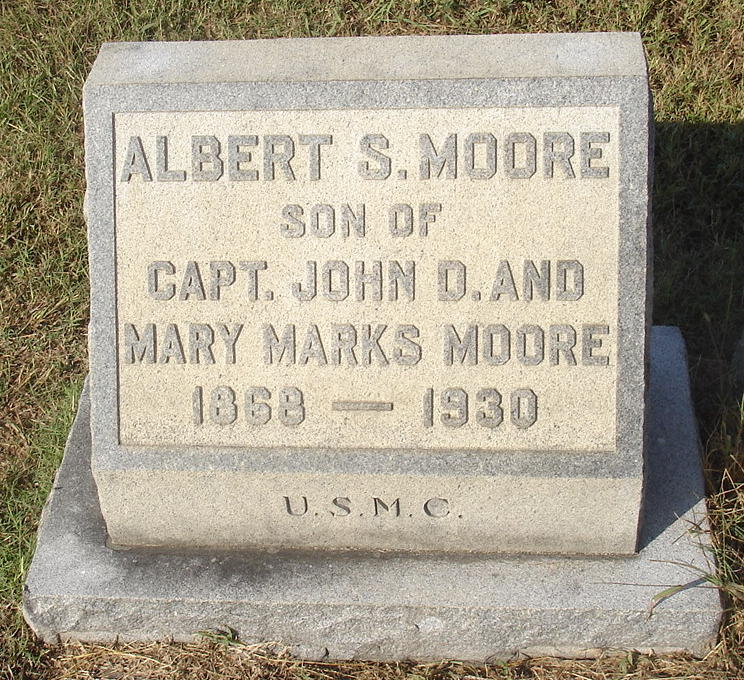 ALBERT S. MOORE
SON OF
CAPT. JOHN D. AND
MARY MARKS MOORE
1868 — 1930
U.S.M.C.